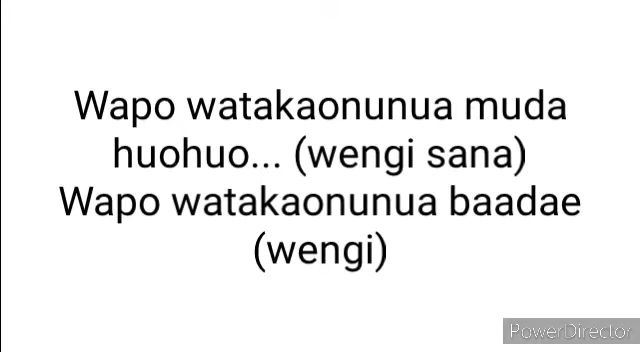 Wapo watakaonunua muda
huohuo... (wengi sana)
Wapo watakaonunua baadae
(wengi)
PowerDirector